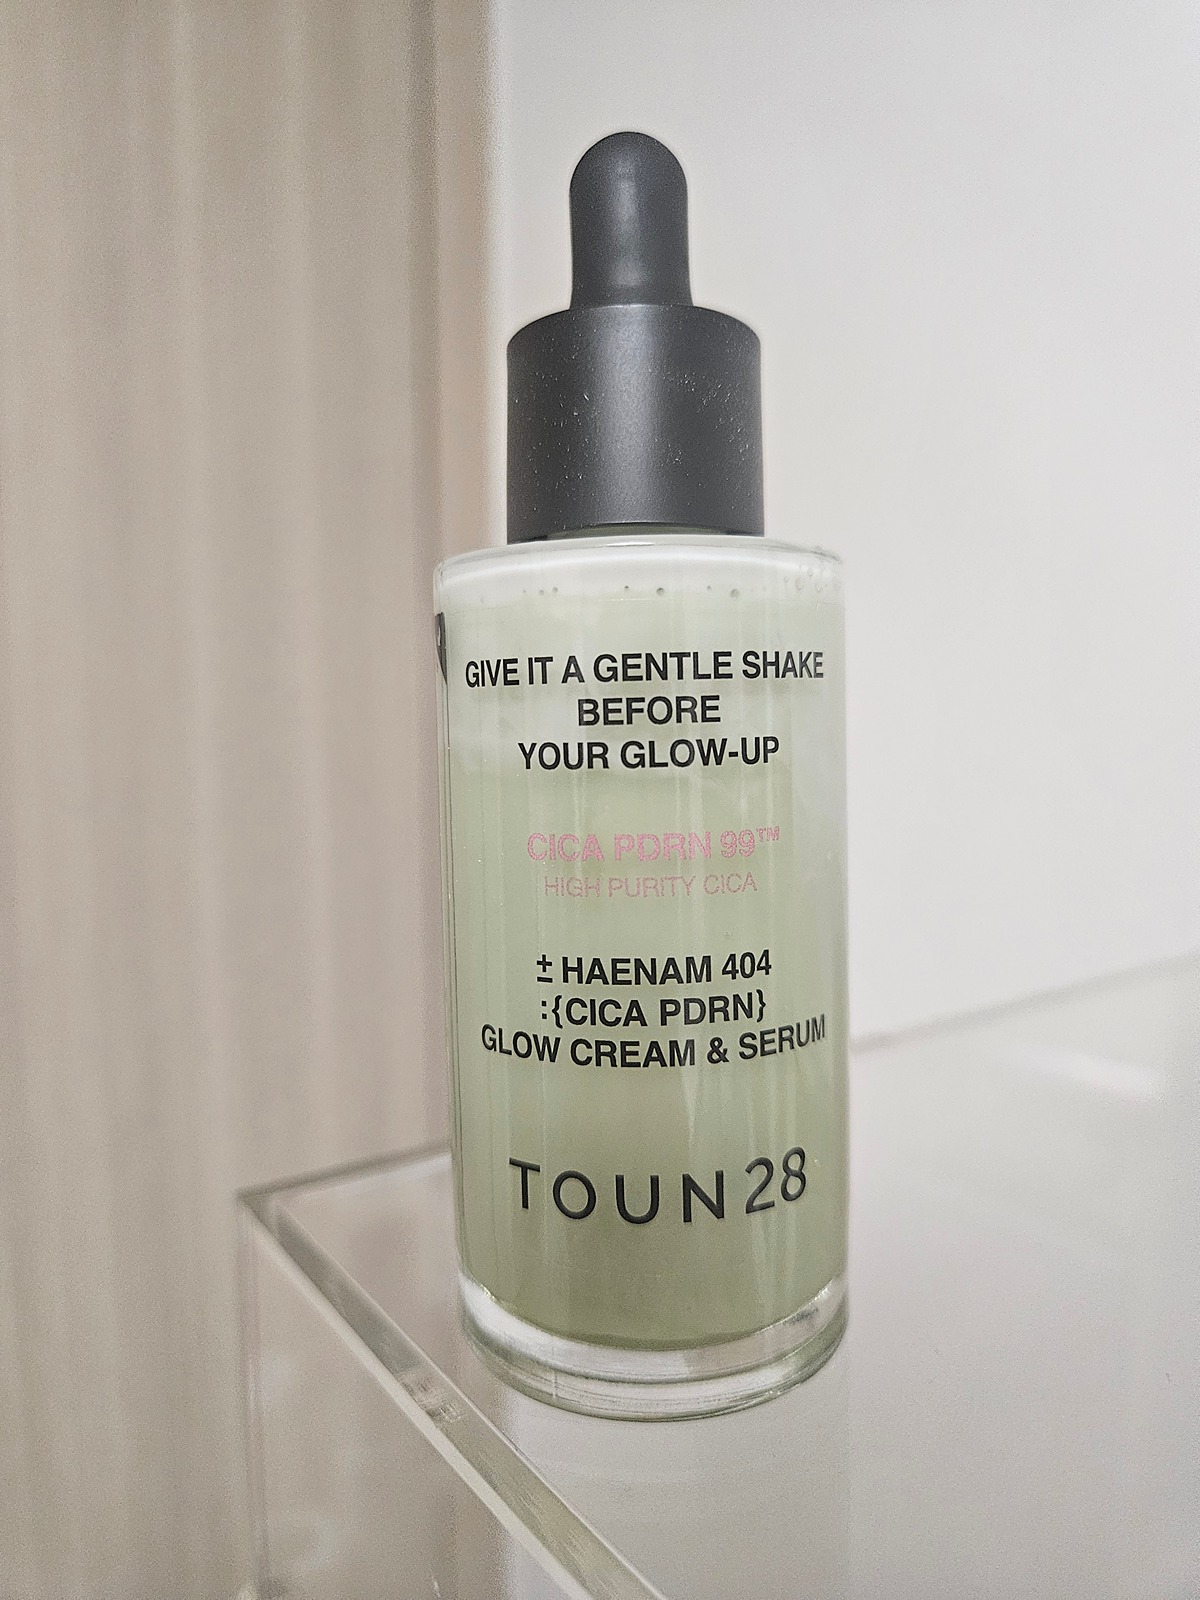 GIVE IT A GENTLE SHAKE
BEFORE
YOUR GLOW-UP
CICA PDRN 99™
HIGH PURITY CICA
± HAENAM 404
:{CICA PDRN}
GLOW CREAM & SERUM
TOUN28